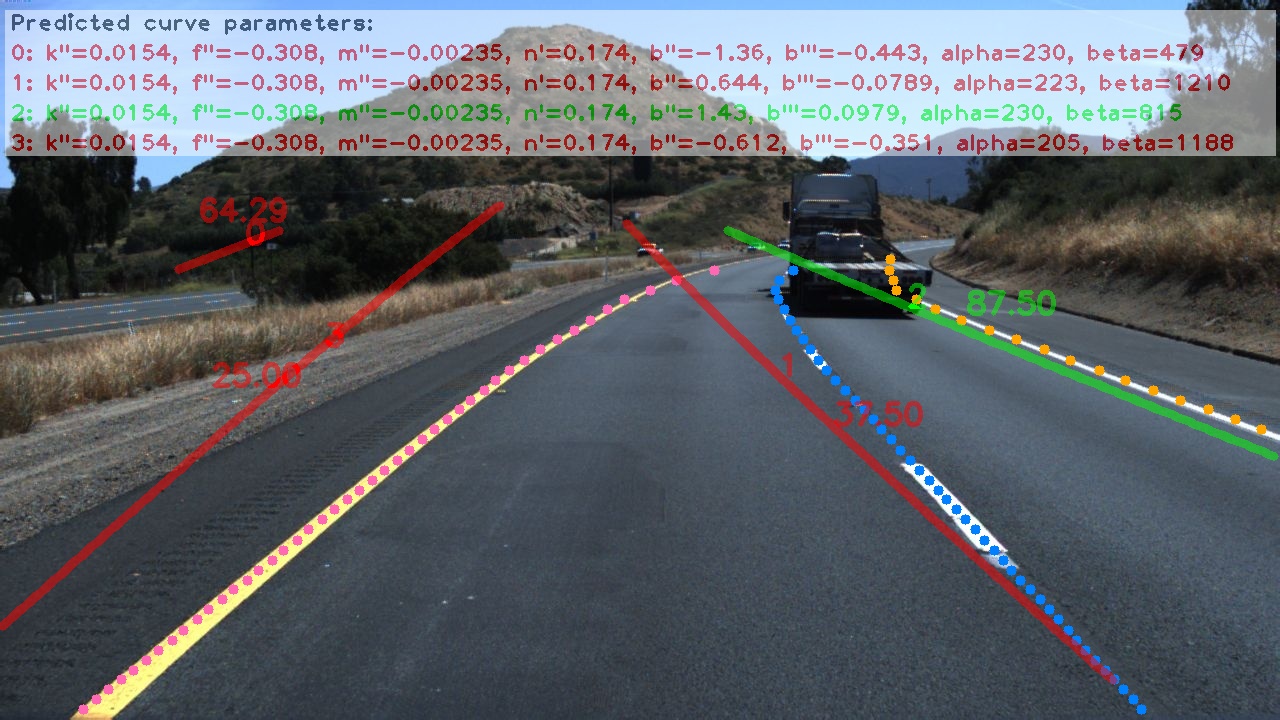 Predicted curve parameters:
0: k''=0.0154, f''=-0.308, m''=-0.00235, n'=0.174, b''=-1.36, b'''=-0.443, alpha=230, beta=479
1: k''=0.0154, f''=-0.308, m''=-0.00235, n'=0.174, b''=0.644, b'''=-0.0789, alpha=223, beta=1210
2: k''=0.0154, f''=-0.308, m''=-0.00235, n'=0.174, b''=1.43, b'''=0.0979, alpha=230, beta=815
3: k''=0.0154, f''=-0.308, m''=-0.00235, n'=0.174, b''=-0.612, b'''=-0.351, alpha=205, beta=1188
64.29
0
2 87.50
3
1
25.00
37.50